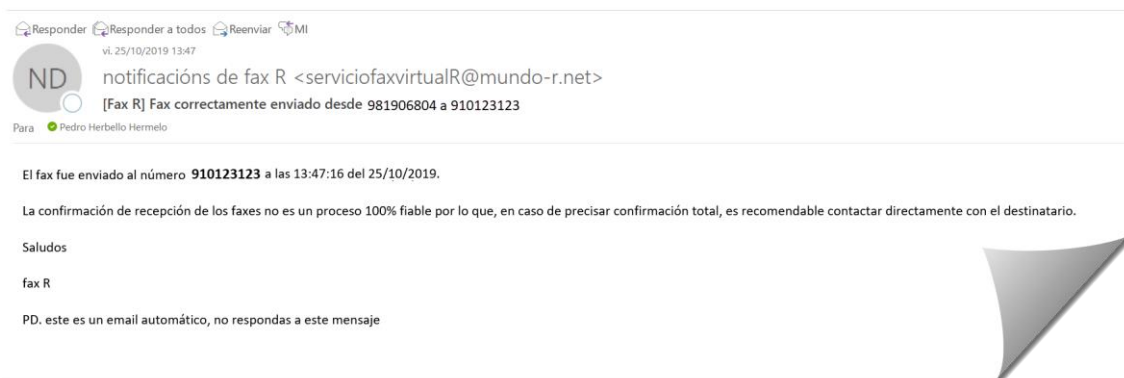 Responder Responder a todos Reenviar MI
vi. 25/10/2019 13:47
ND
notificacións de fax R <serviciofaxvirtualR@mundo-r.net>
[Fax R] Fax correctamente enviado desde 981906804 a 910123123
Para Pedro Herbello Hermelo
El fax fue enviado al número 910123123 a las 13:47:16 del 25/10/2019.
La confirmación de recepción de los faxes no es un proceso 100% fiable por lo que, en caso de precisar confirmación total, es recomendable contactar directamente con el destinatario.
Saludos
fax R
PD. este es un email automático, no respondas a este mensaje